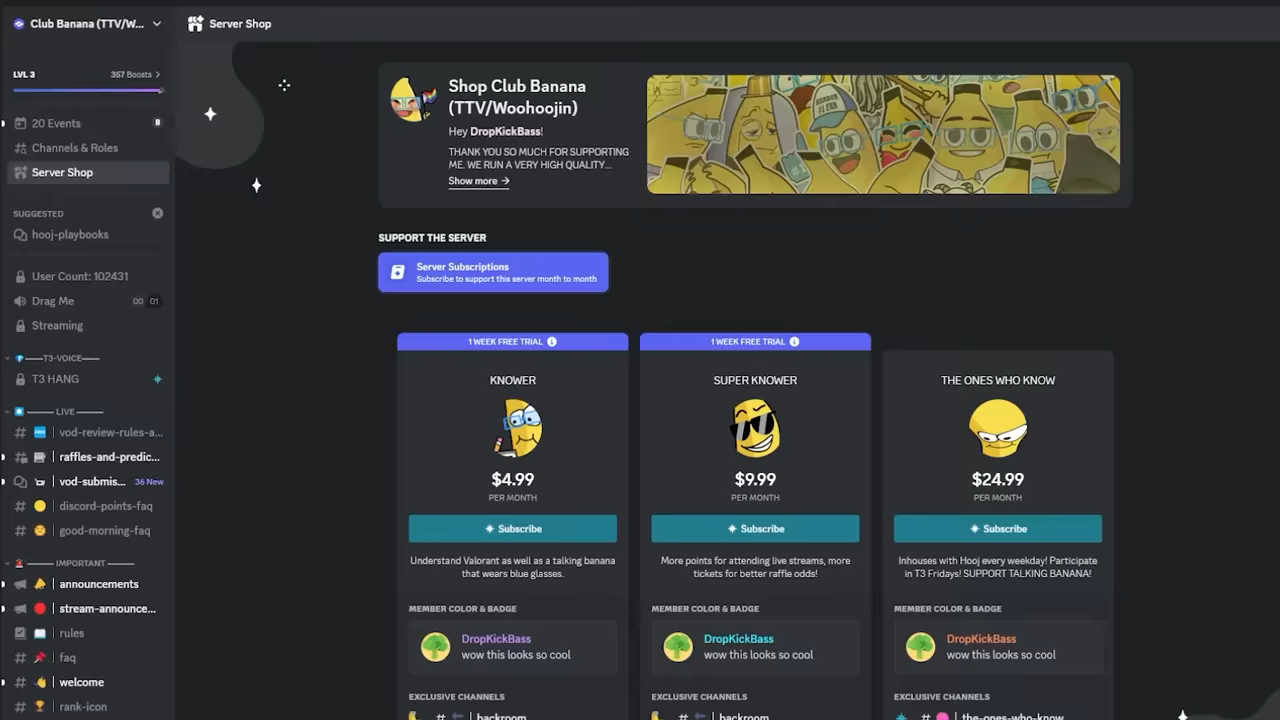 Club Banana (TTV/W...
Server Shop
LVL 3
357 Boosts
20 Events
8
Channels & Roles
Server Shop
SUGGESTED
hooj-playbooks
User Count: 102431
Drag Me
00 01
Streaming
——T3-VOICE——
T3 HANG
——— LIVE ———
vod-review-rules-a...
raffles-and-predic...
vod-submis...
36 New
discord-points-faq
good-morning-faq
——— IMPORTANT ———
announcements
stream-announce...
rules
faq
welcome
rank-icon
Shop Club Banana
(TTV/Woohoojin)
Hey DropKickBass!
THANK YOU SO MUCH FOR SUPPORTING
ME. WE RUN A VERY HIGH QUALITY...
Show more →
SUPPORT THE SERVER
Server Subscriptions
Subscribe to support this server month to month
1 WEEK FREE TRIAL
KNOWER
$4.99
PER MONTH
Subscribe
Understand Valorant as well as a talking banana
that wears blue glasses.
MEMBER COLOR & BADGE
DropKickBass
wow this looks so cool
EXCLUSIVE CHANNELS
backroom
1 WEEK FREE TRIAL
SUPER KNOWER
$9.99
PER MONTH
Subscribe
More points for attending live streams, more
tickets for better raffle odds!
MEMBER COLOR & BADGE
DropKickBass
wow this looks so cool
EXCLUSIVE CHANNELS
backroom
THE ONES WHO KNOW
$24.99
PER MONTH
Subscribe
Inhouses with Hooj every weekday! Participate
in T3 Fridays! SUPPORT TALKING BANANA!
MEMBER COLOR & BADGE
DropKickBass
wow this looks so cool
EXCLUSIVE CHANNELS
the-ones-who-know